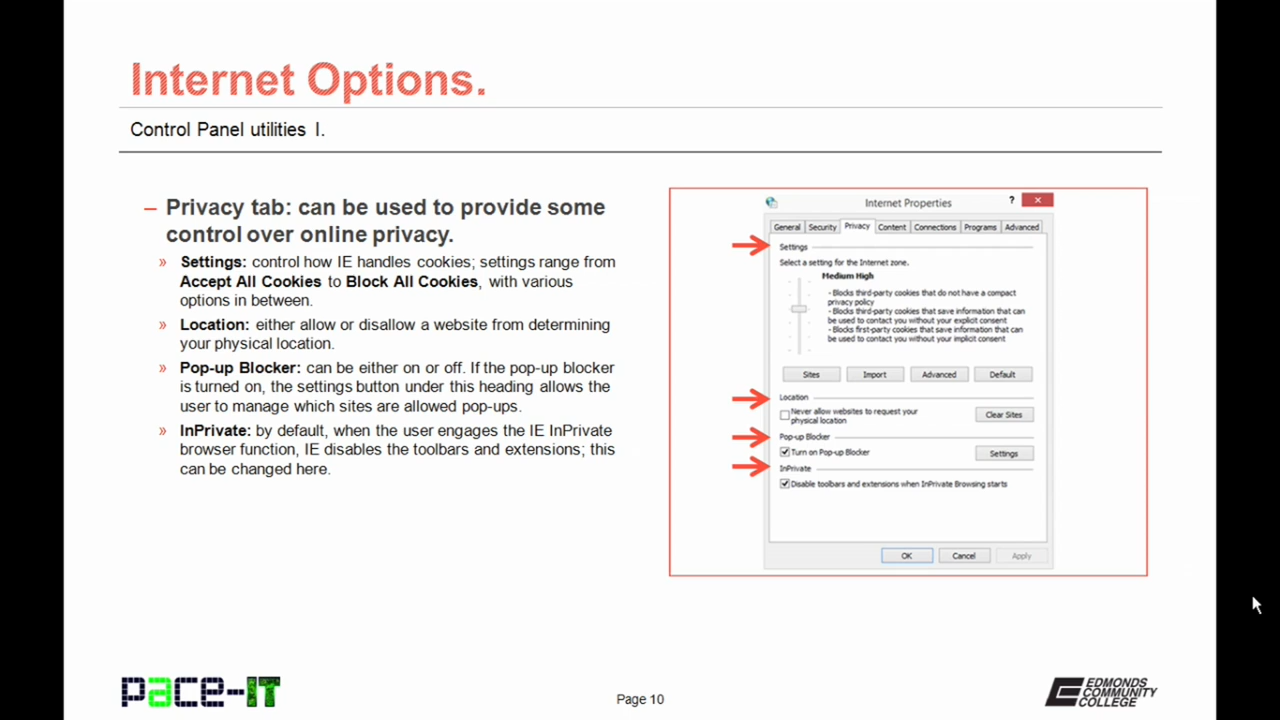 Internet Options.
Control Panel utilities I.
– Privacy tab: can be used to provide some
control over online privacy.
» Settings: control how IE handles cookies; settings range from
Accept All Cookies to Block All Cookies, with various
options in between.
» Location: either allow or disallow a website from determining
your physical location.
» Pop-up Blocker: can be either on or off. If the pop-up blocker
is turned on, the settings button under this heading allows the
user to manage which sites are allowed pop-ups.
» InPrivate: by default, when the user engages the IE InPrivate
browser function, IE disables the toolbars and extensions; this
can be changed here.
Internet Properties
? x
General Security Privacy Content Connections Programs Advanced
Settings
Select a setting for the Internet zone.
Medium High
- Blocks third-party cookies that do not have a compact
privacy policy
- Blocks third-party cookies that save information that can
be used to contact you without your explicit consent
- Blocks first-party cookies that save information that can
be used to contact you without your implicit consent
Sites Import Advanced Default
Location
Never allow websites to request your
physical location
Clear Sites
Pop-up Blocker
Turn on Pop-up Blocker
Settings
InPrivate
Disable toolbars and extensions when InPrivate Browsing starts
OK Cancel Apply
pace-IT
Page 10
EDMONDS
COMMUNITY
COLLEGE